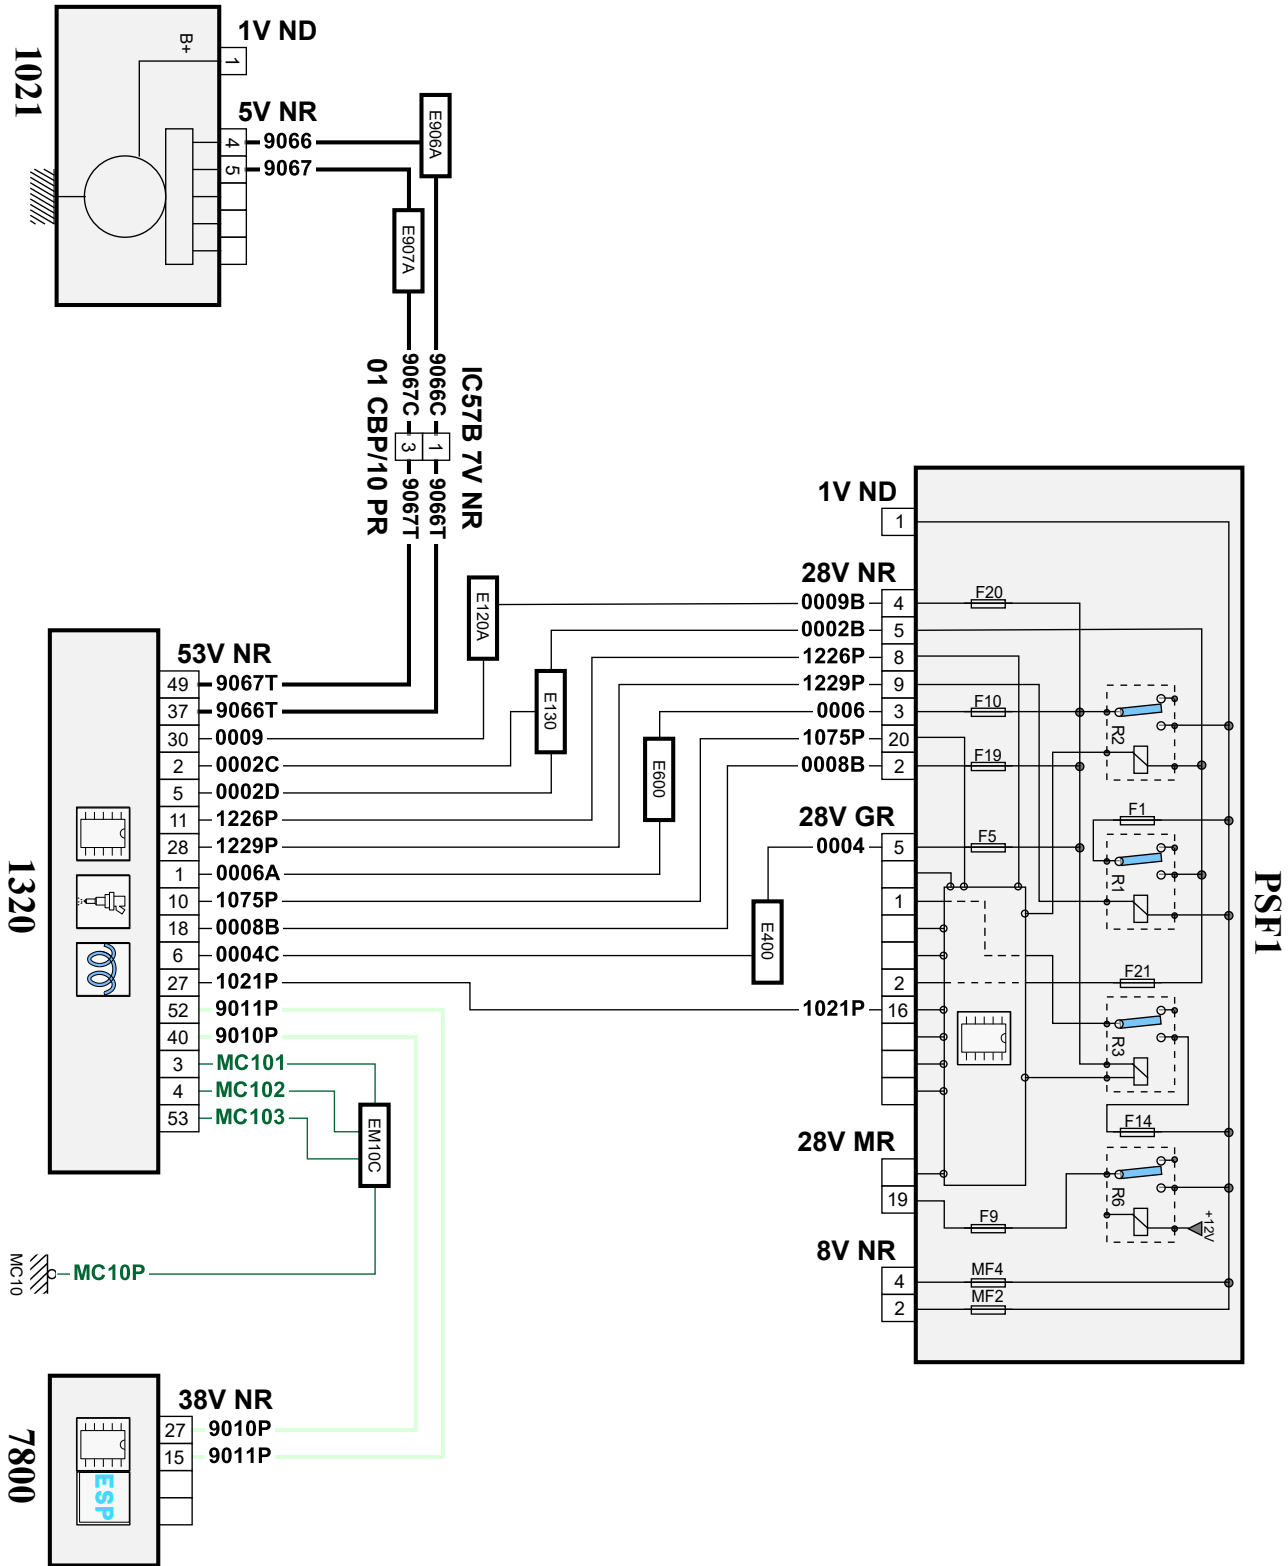 1V ND
B+
1
1021
5V NR
4 9066
5 9067
E906A
E907A
9066C 1 9066T
9067C 3 9067T
IC57B 7V NR
01 CBP/10 PR
PSF1
1V ND
1
28V NR
0009B 4 F20
0002B 5
1226P 8
1229P 9
0006 3 F10
1075P 20
0008B 2 F19
28V GR
0004 5 F5
1
2
1021P 16
28V MR
19 F9
8V NR
4 MF4
2 MF2
R2
F1
R1
F21
R3
F14
R6
+12V
E120A
E130
E600
E400
53V NR
49 9067T
37 9066T
30 0009
2 0002C
5 0002D
11 1226P
28 1229P
1 0006A
10 1075P
18 0008B
6 0004C
27 1021P
52 9011P
40 9010P
3 MC101
4 MC102
53 MC103
1320
EM10C
MC10P
MC10
38V NR
27 9010P
15 9011P
ESP
7800